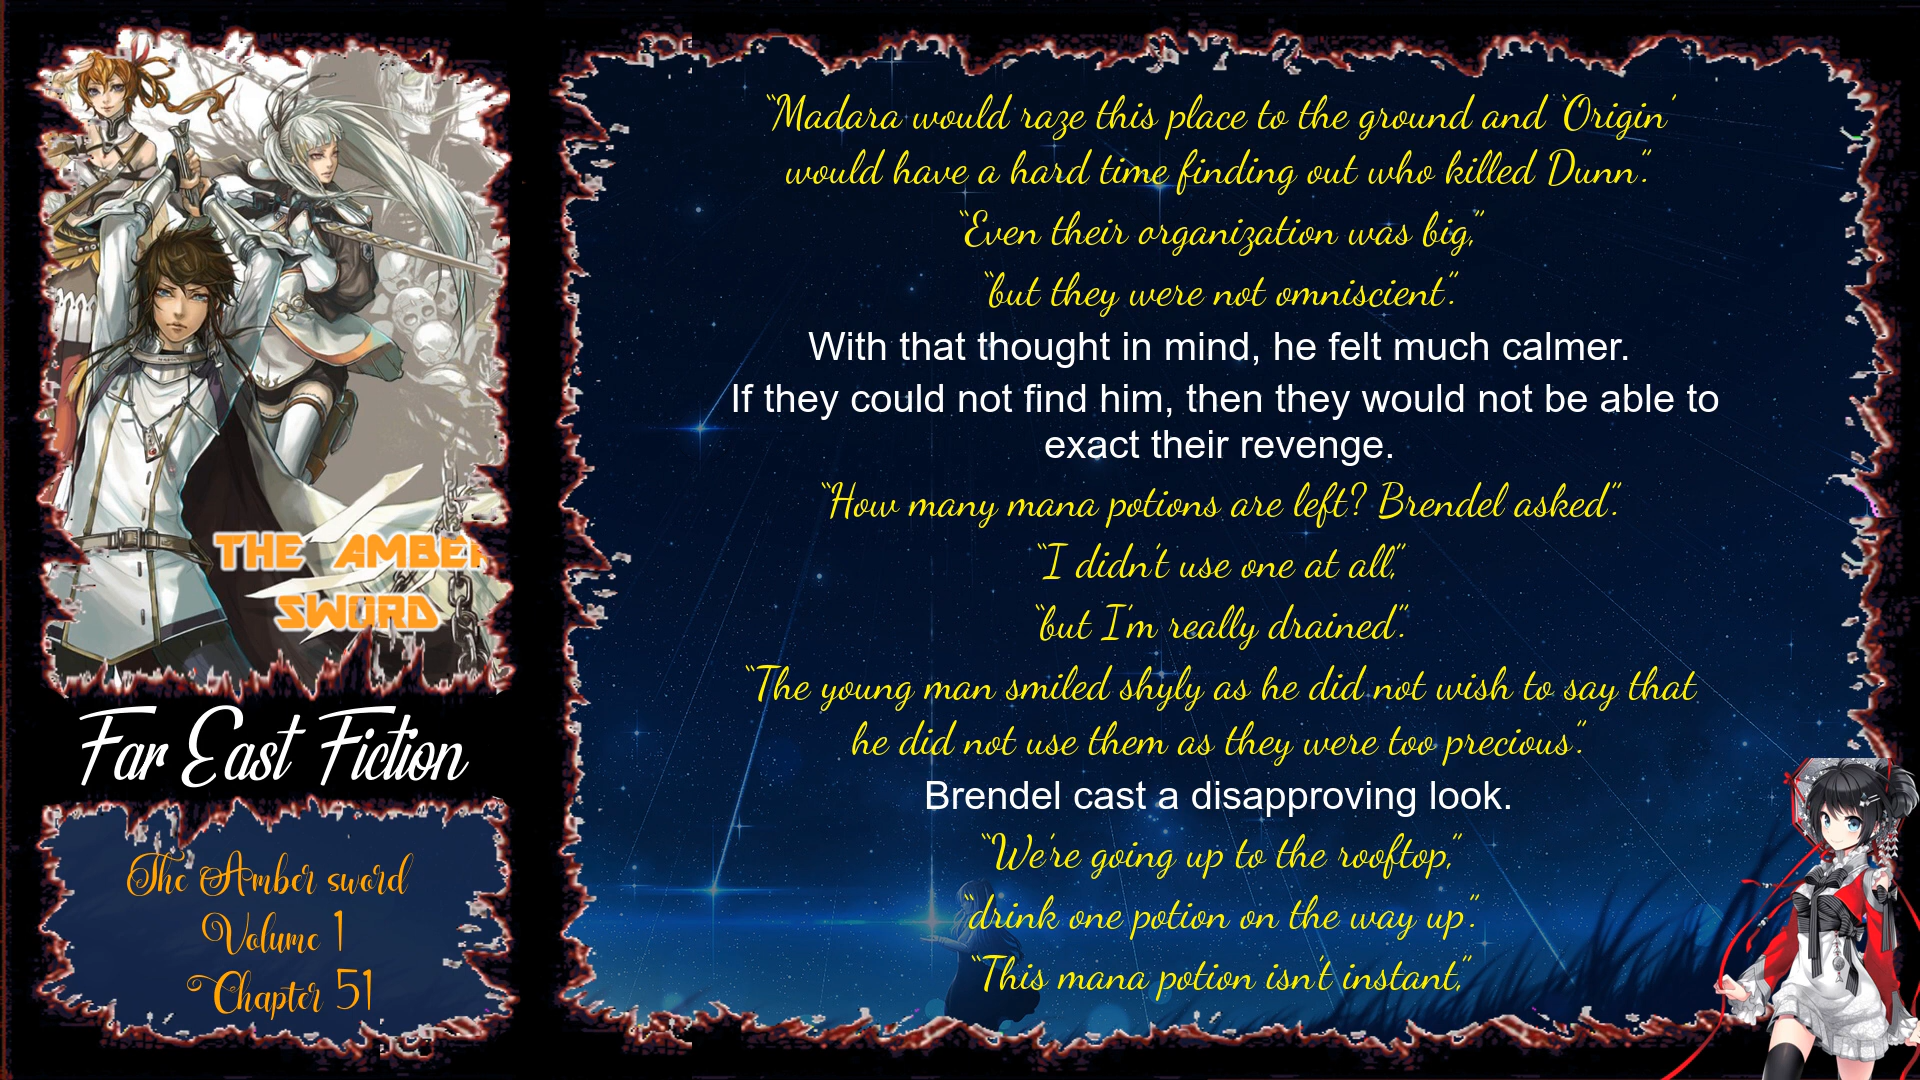 THE AMBER
SWORD
Far East Fiction
The Amber sword
Volume 1
Chapter 51
“Madara would raze this place to the ground and ‘Origin’
would have a hard time finding out who killed Dunn”.
“Even their organization was big,”
“but they were not omniscient”.
With that thought in mind, he felt much calmer.
If they could not find him, then they would not be able to
exact their revenge.
“How many mana potions are left? Brendel asked”.
“I didn’t use one at all,”
“but I’m really drained”.
“The young man smiled shyly as he did not wish to say that
he did not use them as they were too precious”.
Brendel cast a disapproving look.
“We’re going up to the rooftop,”
“drink one potion on the way up”.
“This mana potion isn’t instant,”